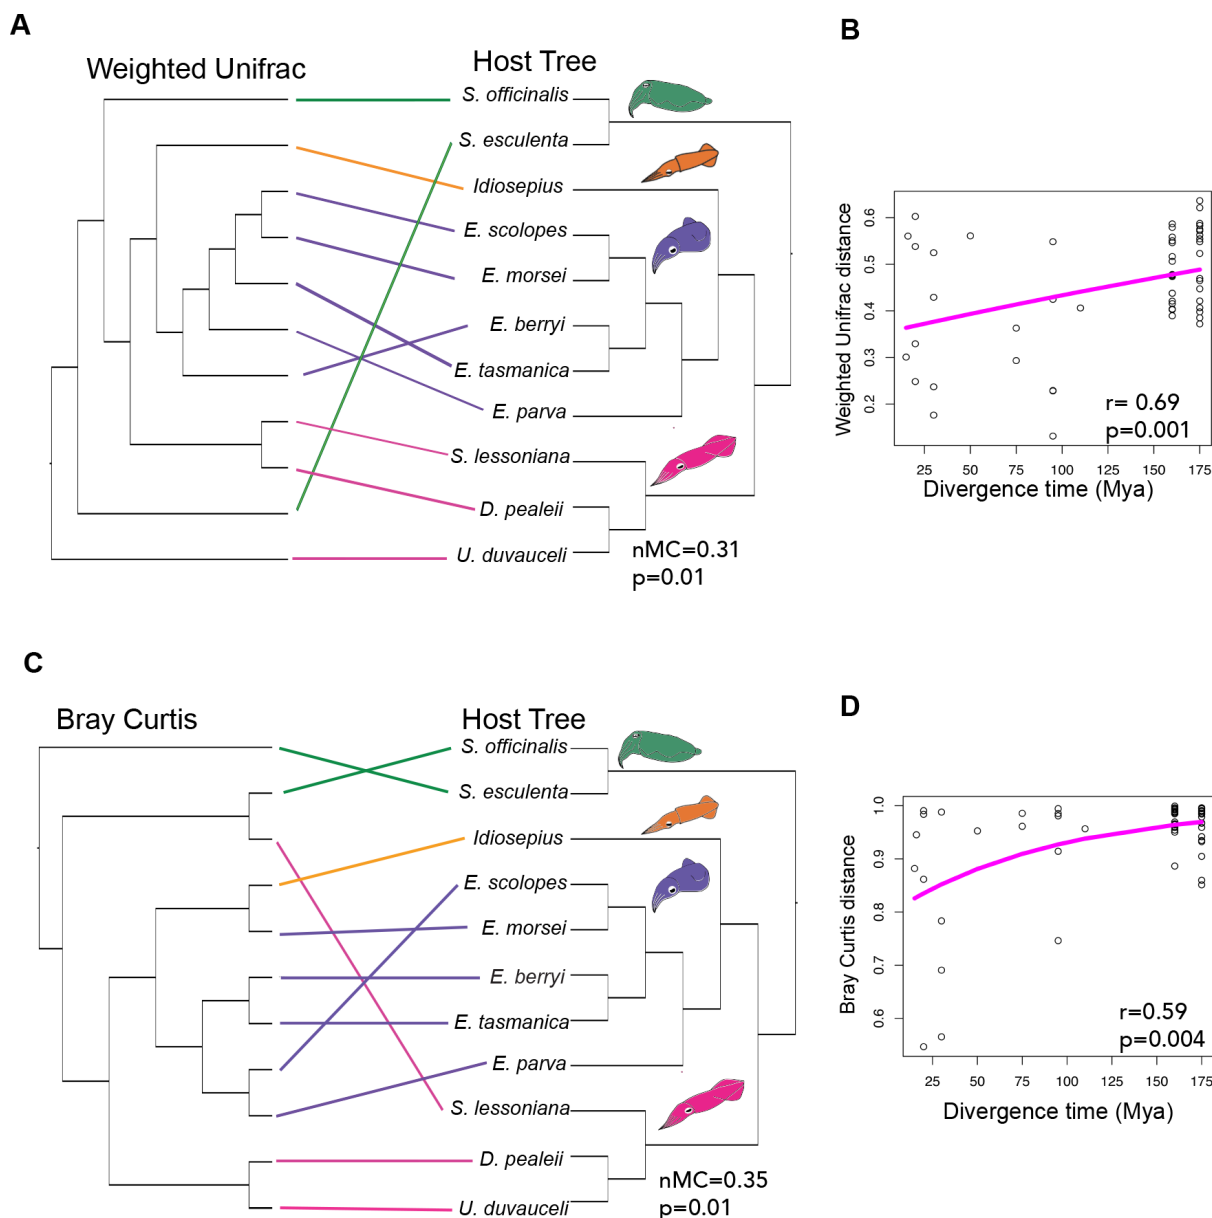 A
Weighted Unifrac
Host Tree
S. officinalis
S. esculenta
Idiosepius
E. scolopes
E. morsei
E. berryi
E. tasmanica
E. parva
S. lessoniana
D. pealeii
U. duvauceli
nMC=0.31
p=0.01
B
Weighted Unifrac distance
0.6
0.5
0.4
0.3
0.2
r= 0.69
p=0.001
25 50 75 100 125 150 175
Divergence time (Mya)
C
Bray Curtis
Host Tree
S. officinalis
S. esculenta
Idiosepius
E. scolopes
E. morsei
E. berryi
E. tasmanica
E. parva
S. lessoniana
D. pealeii
U. duvauceli
nMC=0.35
p=0.01
D
Bray Curtis distance
1.0
0.9
0.8
0.7
0.6
r=0.59
p=0.004
25 50 75 100 125 150 175
Divergence time (Mya)